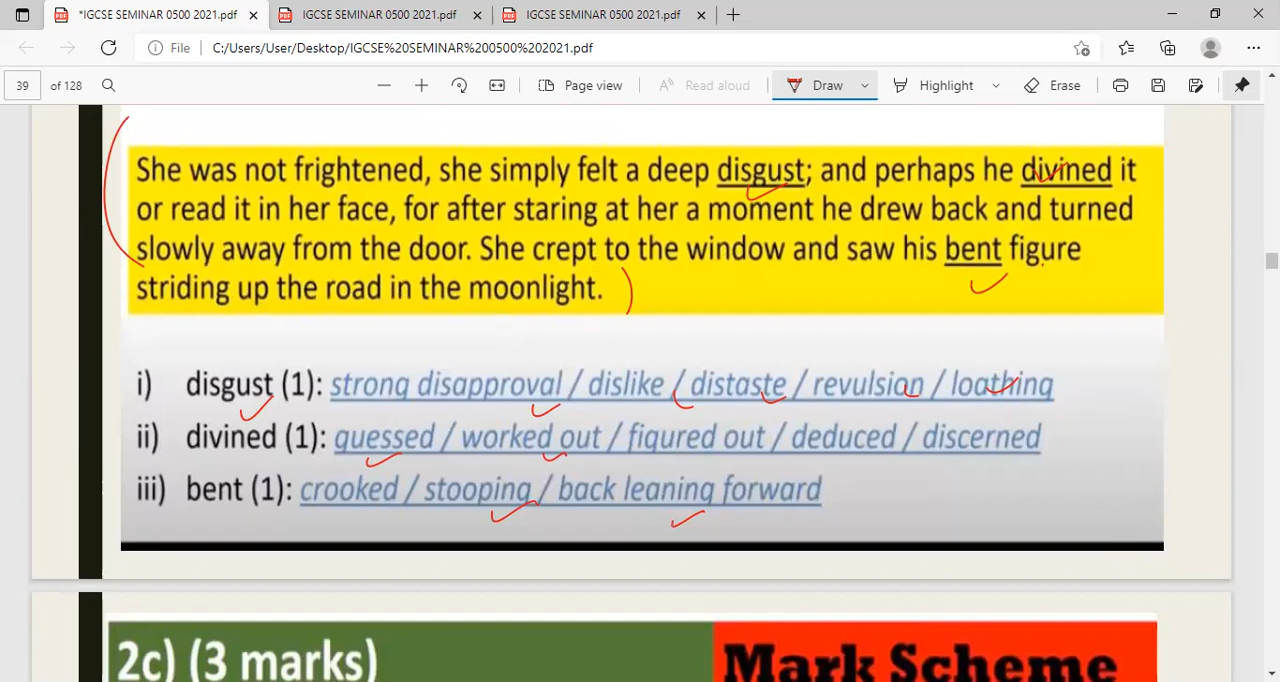 *IGCSE SEMINAR 0500 2021.pdf
IGCSE SEMINAR 0500 2021.pdf
IGCSE SEMINAR 0500 2021.pdf
File C:/Users/User/Desktop/IGCSE%20SEMINAR%200500%202021.pdf
39 of 128 Page view Read aloud Draw Highlight Erase
She was not frightened, she simply felt a deep disgust; and perhaps he divined it
or read it in her face, for after staring at her a moment he drew back and turned
slowly away from the door. She crept to the window and saw his bent figure
striding up the road in the moonlight.
i) disgust (1): strong disapproval / dislike / distaste / revulsion / loathing
ii) divined (1): guessed / worked out / figured out / deduced / discerned
iii) bent (1): crooked / stooping / back leaning forward
2c) (3 marks)
Mark Scheme